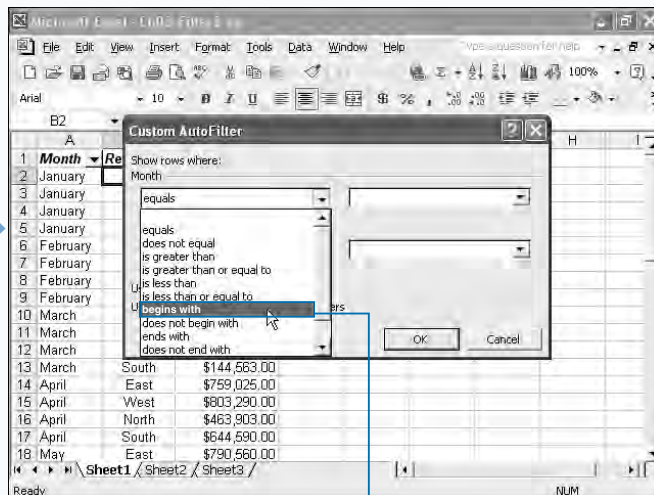 Microsoft Excel
File Edit View Insert Format Tools Data Window Help
100%
Arial 10 B I U $ % ,
B2
A H I
Custom AutoFilter
Show rows where:
Month
equals
equals
does not equal
is greater than
is greater than or equal to
is less than
is less than or equal to
begins with
does not begin with
ends with
does not end with
OK Cancel
1 Month Re
2 January
3 January
4 January
5 January
6 February
7 February
8 February
9 February
10 March
11 March
12 March
13 March South $144,563.00
14 April East $759,025.00
15 April West $803,290.00
16 April North $463,903.00
17 April South $644,590.00
18 May East $790,560.00
Sheet1 Sheet2 Sheet3
Ready NUM